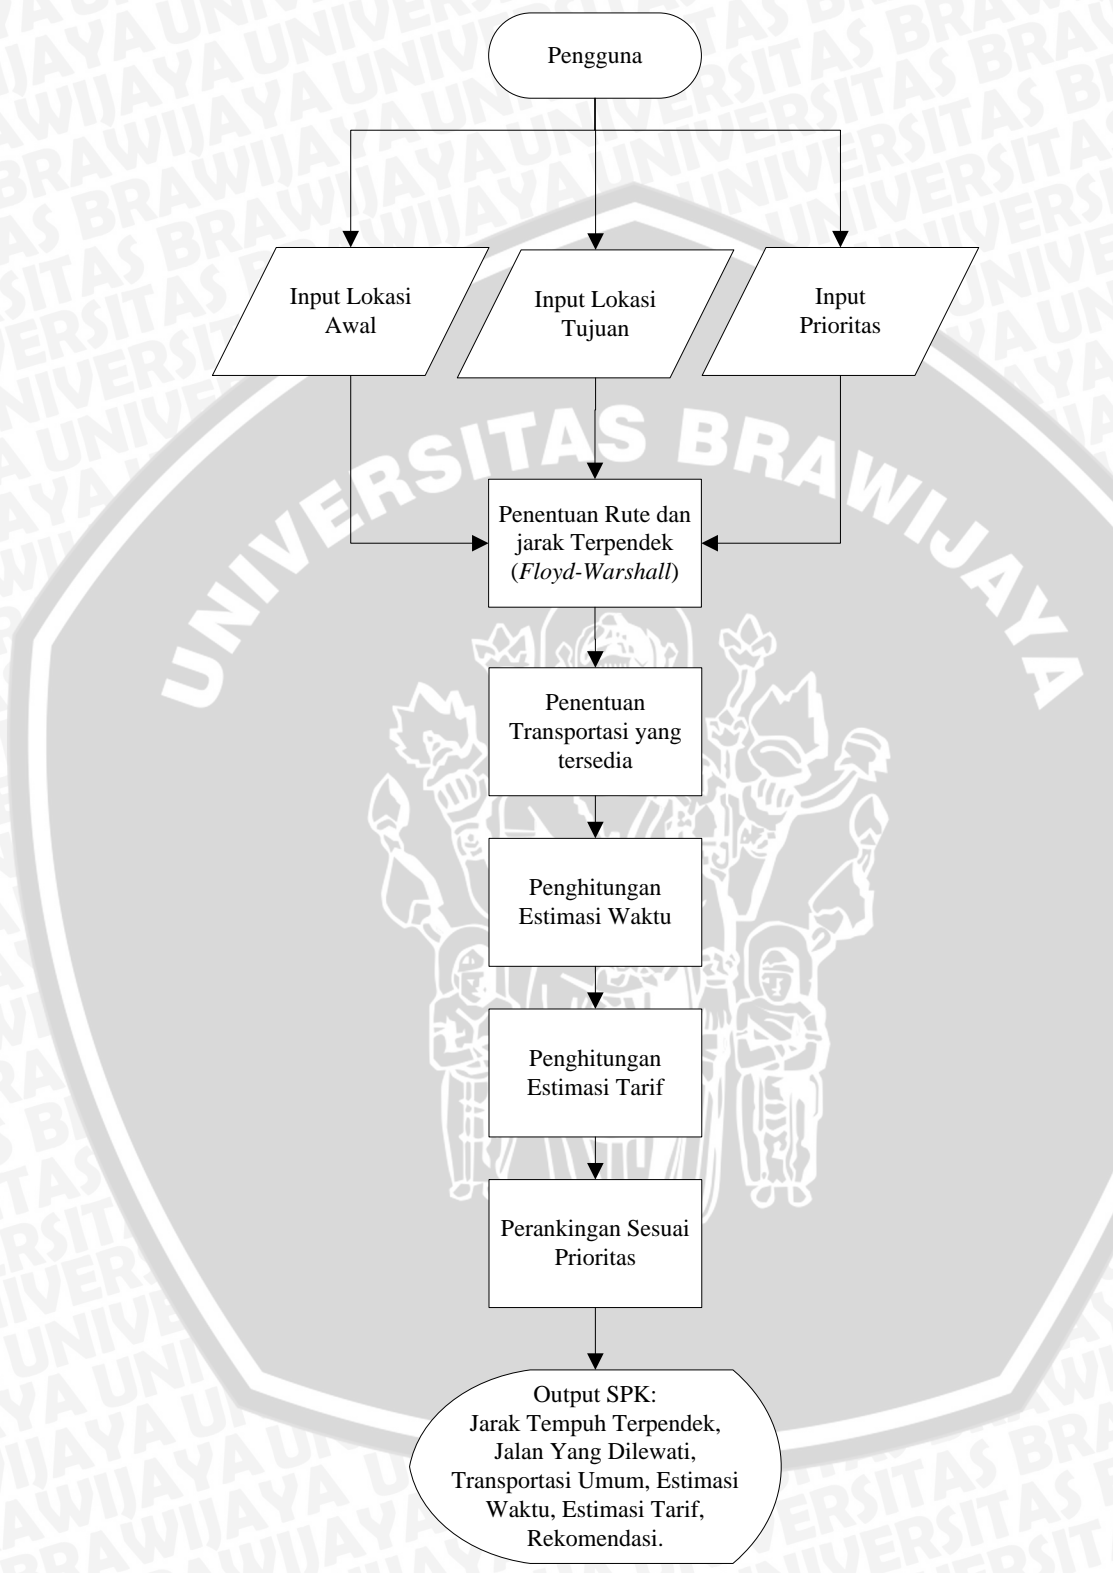 Pengguna
Input Lokasi
Awal
Input Lokasi
Tujuan
Input
Prioritas
UNIVERSITAS BRAWIJAYA
Penentuan Rute dan
jarak Terpendek
(Floyd-Warshall)
Penentuan
Transportasi yang
tersedia
Penghitungan
Estimasi Waktu
Penghitungan
Estimasi Tarif
Perankingan Sesuai
Prioritas
Output SPK:
Jarak Tempuh Terpendek,
Jalan Yang Dilewati,
Transportasi Umum, Estimasi
Waktu, Estimasi Tarif,
Rekomendasi.